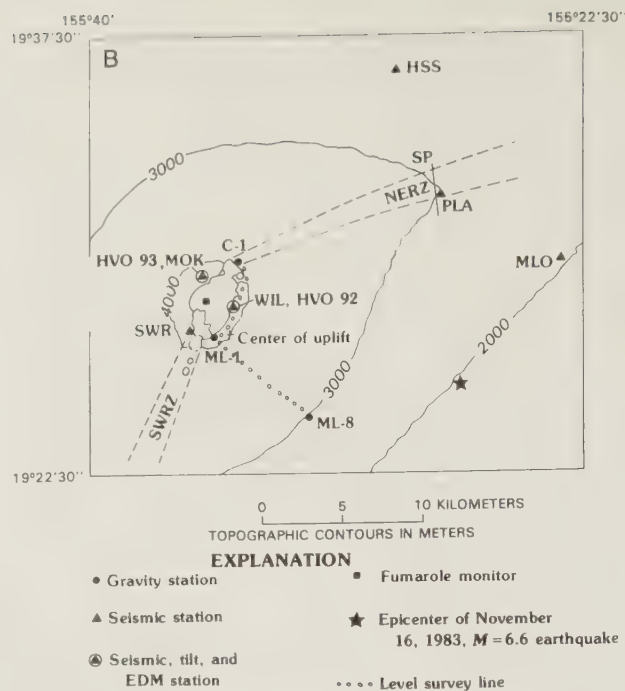 155°40'
156°22'30"
19°37'30"
B
HSS
3000
SP
NERZ
PLA
C-1
HVO 93, MOK
MLO
4000
WIL, HVO 92
SWR
Center of uplift
2000
ML-1
3000
SWRZ
ML-8
19°22'30"
0 5 10 KILOMETERS
TOPOGRAPHIC CONTOURS IN METERS
EXPLANATION
Gravity station
Fumarole monitor
Seismic station
Epicenter of November
16, 1983, M=6.6 earthquake
Seismic, tilt, and
EDM station
Level survey line